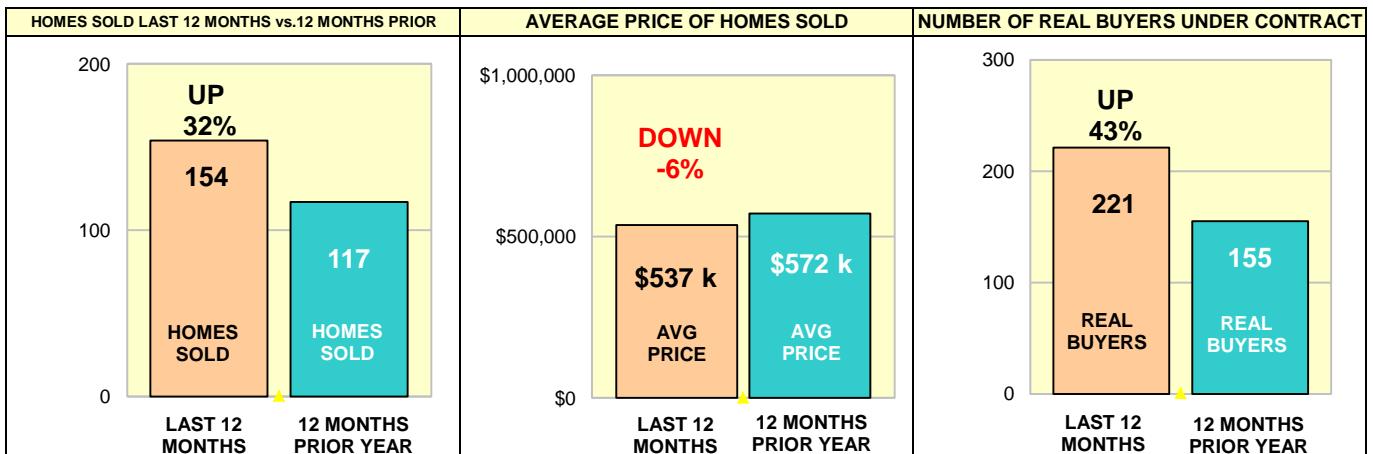 HOMES SOLD LAST 12 MONTHS vs.12 MONTHS PRIOR
200
100
0
UP
32%
154
HOMES
SOLD
117
HOMES
SOLD
LAST 12
MONTHS
12 MONTHS
PRIOR YEAR
AVERAGE PRICE OF HOMES SOLD
$1,000,000
$500,000
$0
DOWN
-6%
$537 k
AVG
PRICE
$572 k
AVG
PRICE
LAST 12
MONTHS
12 MONTHS
PRIOR YEAR
NUMBER OF REAL BUYERS UNDER CONTRACT
300
200
100
0
UP
43%
221
REAL
BUYERS
155
REAL
BUYERS
LAST 12
MONTHS
12 MONTHS
PRIOR YEAR